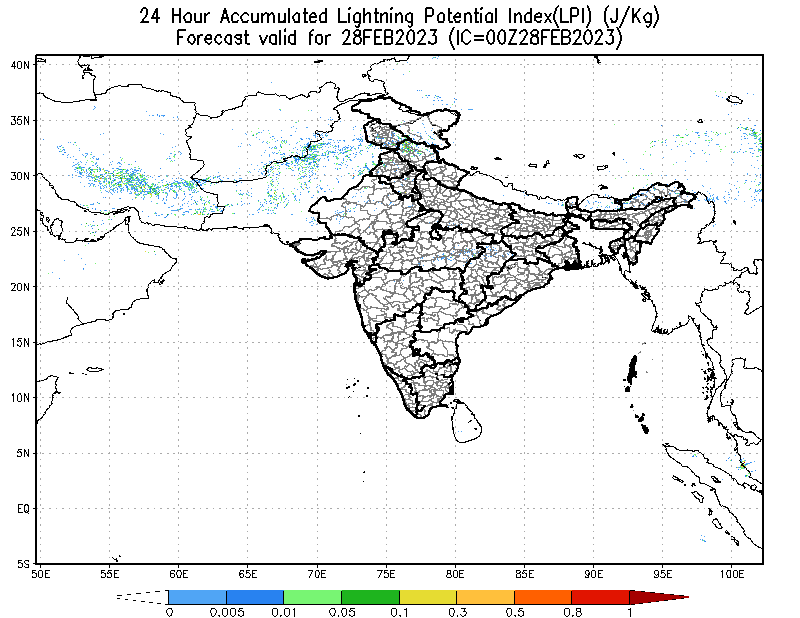 24 Hour Accumulated Lightning Potential Index(LPI) (J/Kg)
Forecast valid for 28FEB2023 (IC=00Z28FEB2023)
40N
35N
30N
25N
20N
15N
10N
5N
EQ
5S
50E 55E 60E 65E 70E 75E 80E 85E 90E 95E 100E
0 0.005 0.01 0.05 0.1 0.3 0.5 0.8 1